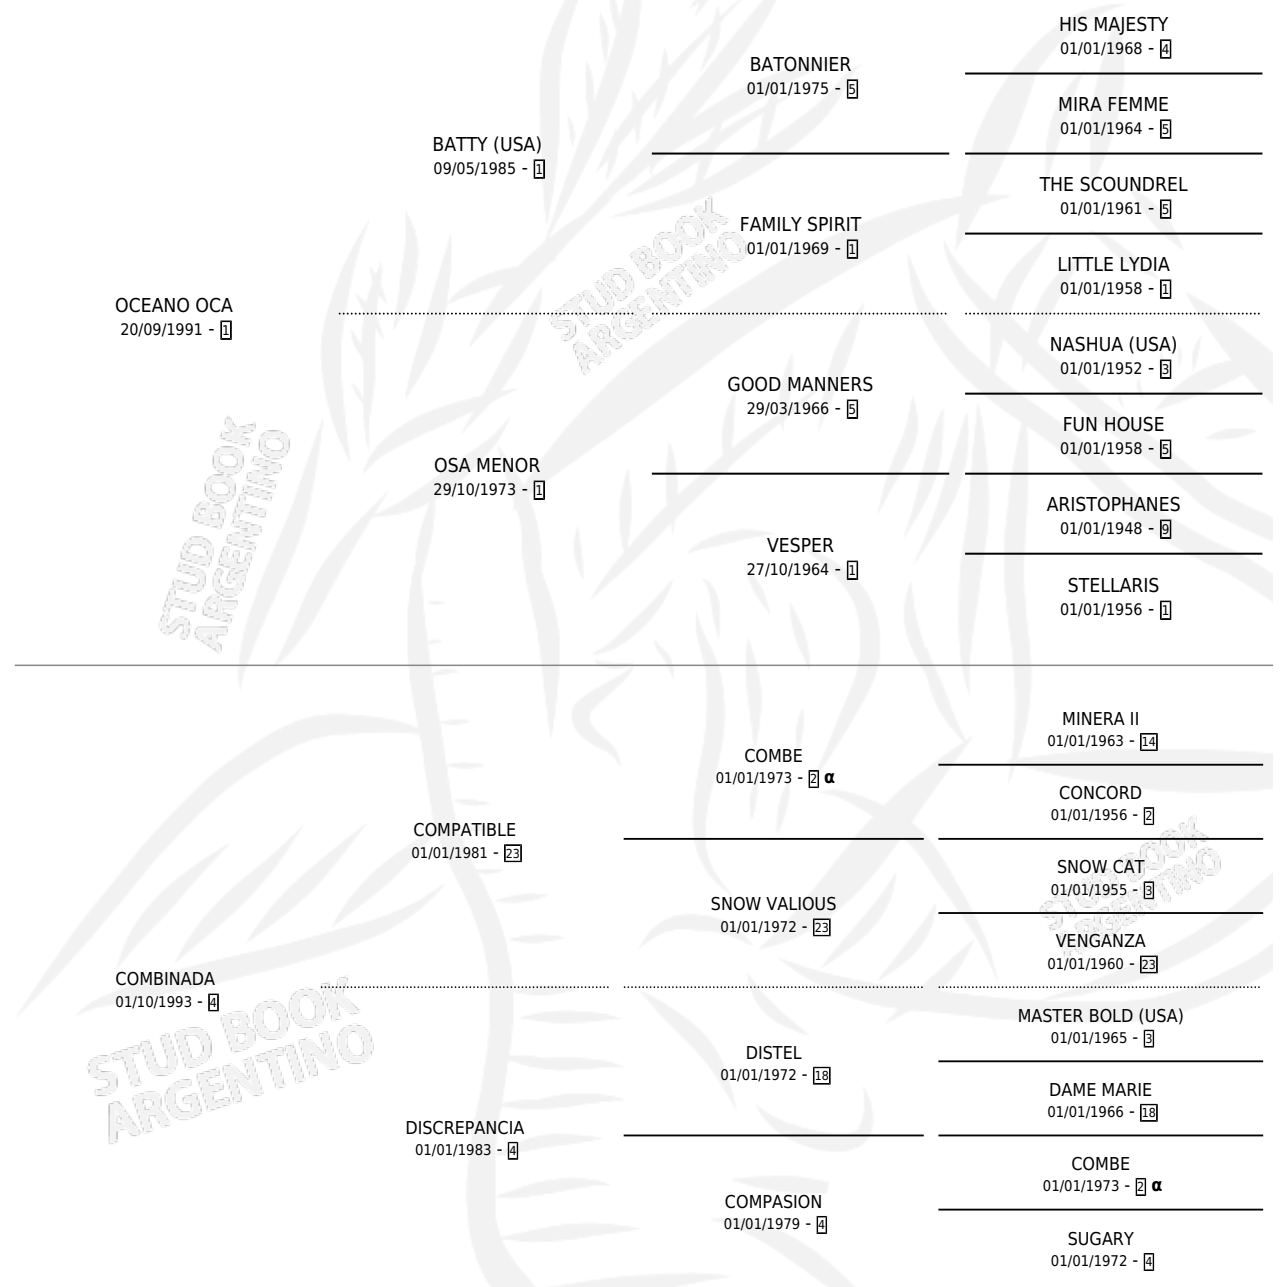 HIS MAJESTY
01/01/1968 - 4
BATONNIER
01/01/1975 - 5
MIRA FEMME
01/01/1964 - 5
BATTY (USA)
09/05/1985 - 1
THE SCOUNDREL
01/01/1961 - 5
FAMILY SPIRIT
01/01/1969 - 1
LITTLE LYDIA
01/01/1958 - 1
OCEANO OCA
20/09/1991 - 1
NASHUA (USA)
01/01/1952 - 3
GOOD MANNERS
29/03/1966 - 5
FUN HOUSE
01/01/1958 - 5
OSA MENOR
29/10/1973 - 1
ARISTOPHANES
01/01/1948 - 9
VESPER
27/10/1964 - 1
STELLARIS
01/01/1956 - 1
MINERA II
01/01/1963 - 14
COMBE
01/01/1973 - 2 α
CONCORD
01/01/1956 - 2
COMPATIBLE
01/01/1981 - 23
SNOW CAT
01/01/1955 - 3
SNOW VALIOUS
01/01/1972 - 23
VENGANZA
01/01/1960 - 23
COMBINADA
01/10/1993 - 4
MASTER BOLD (USA)
01/01/1965 - 3
DISTEL
01/01/1972 - 18
DAME MARIE
01/01/1966 - 18
DISCREPANCIA
01/01/1983 - 4
COMBE
01/01/1973 - 2 α
COMPASION
01/01/1979 - 4
SUGARY
01/01/1972 - 4
STUD BOOK
ARGENTINO
STUD BOOK
ARGENTINO
STUD BOOK
ARGENTINO
STUD BOOK
ARGENTINO